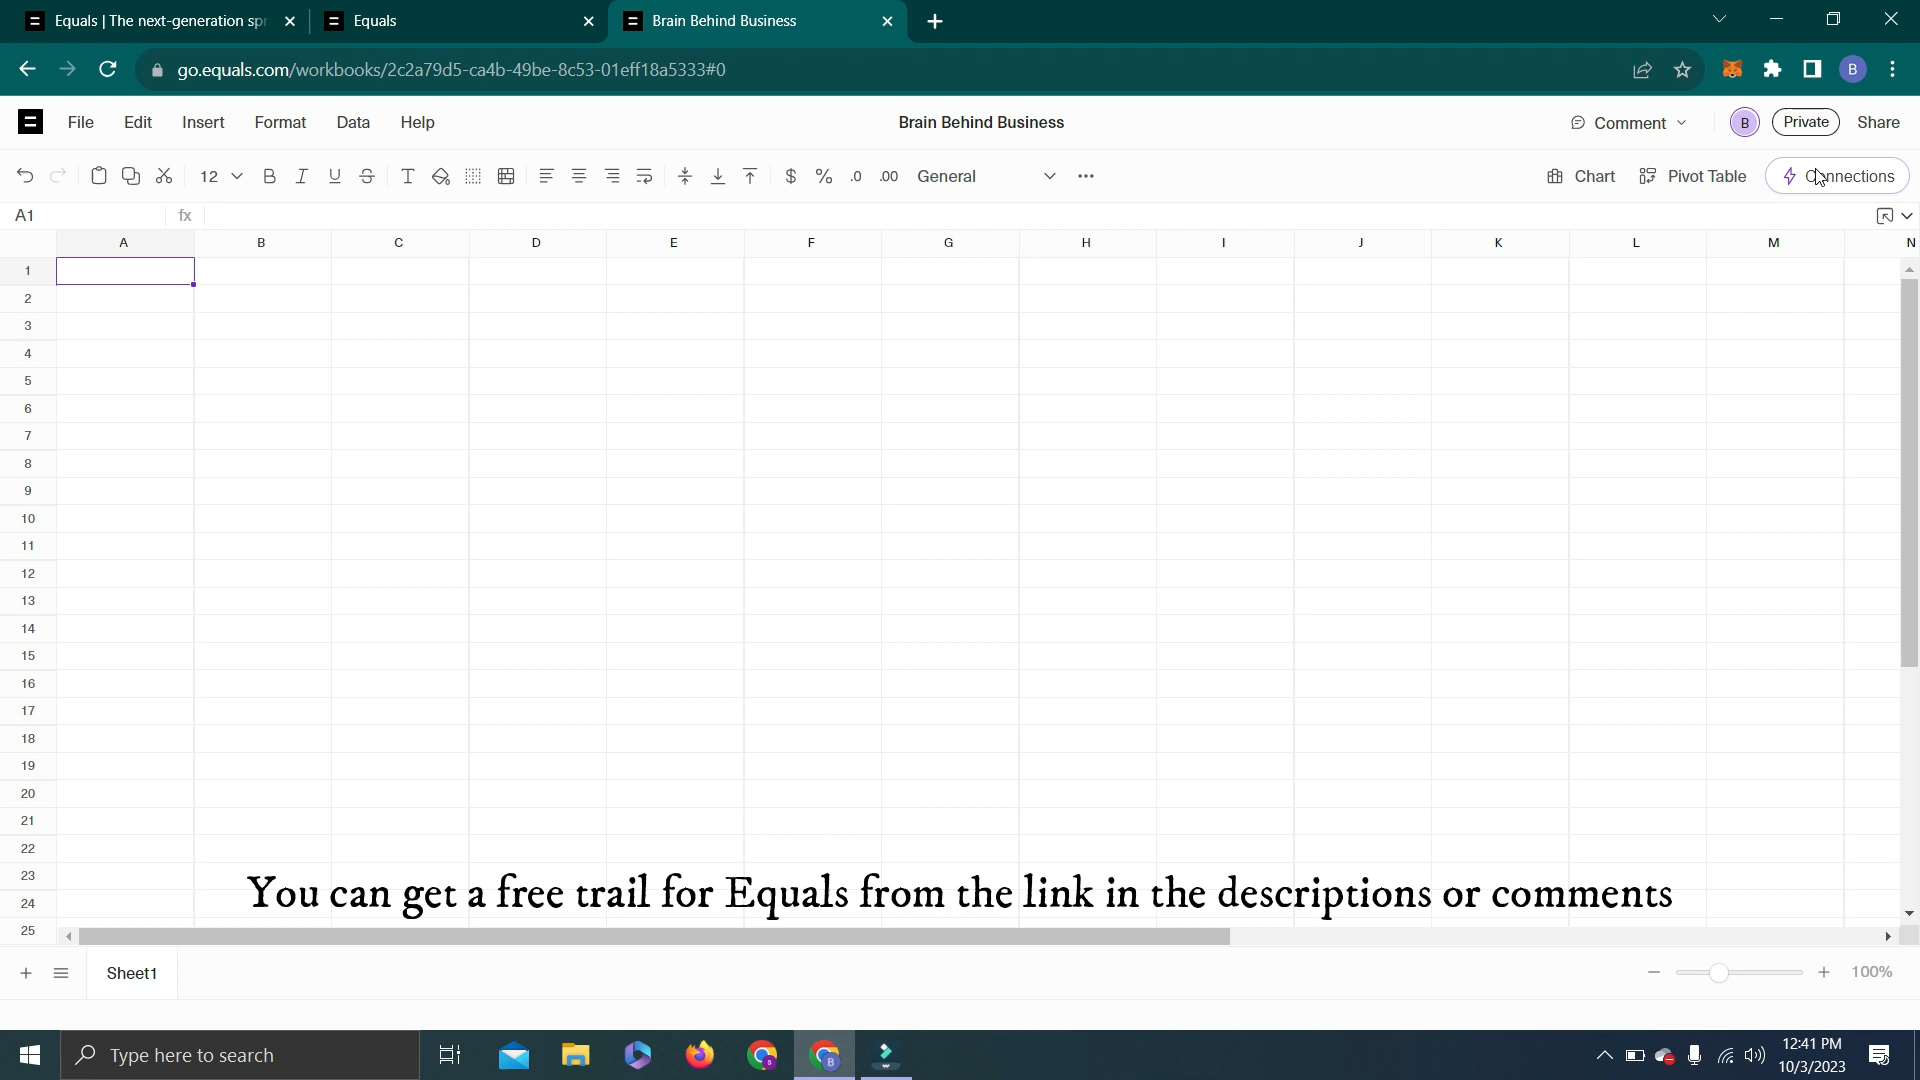 Equals | The next-generation sp
Equals
Brain Behind Business
go.equals.com/workbooks/2c2a79d5-ca4b-49be-8c53-01eff18a5333#0
B
File Edit Insert Format Data Help
Brain Behind Business
Comment
B
Private
Share
12
B I U S T
$ % .0 .00 General
Chart Pivot Table
A1
fx
A B C D E F G H I J K L M N
1
2
3
4
5
6
7
8
9
10
11
12
13
14
15
16
17
18
19
20
21
22
23
24
25
You can get a free trail for Equals from the link in the descriptions or comments
Sheet1
100%
Type here to search
12:41 PM
10/3/2023